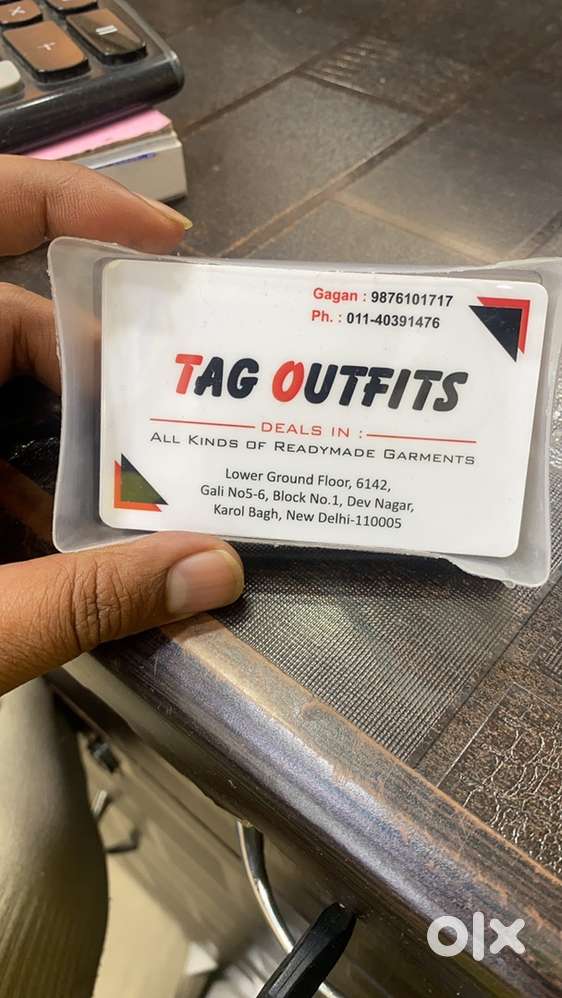 Gagan : 9876101717
Ph. : 011-40391476
TAG OUTFITS
DEALS IN :
ALL KINDS OF READYMADE GARMENTS
Lower Ground Floor, 6142,
Gali No5-6, Block No.1, Dev Nagar,
Karol Bagh, New Delhi-110005
olx